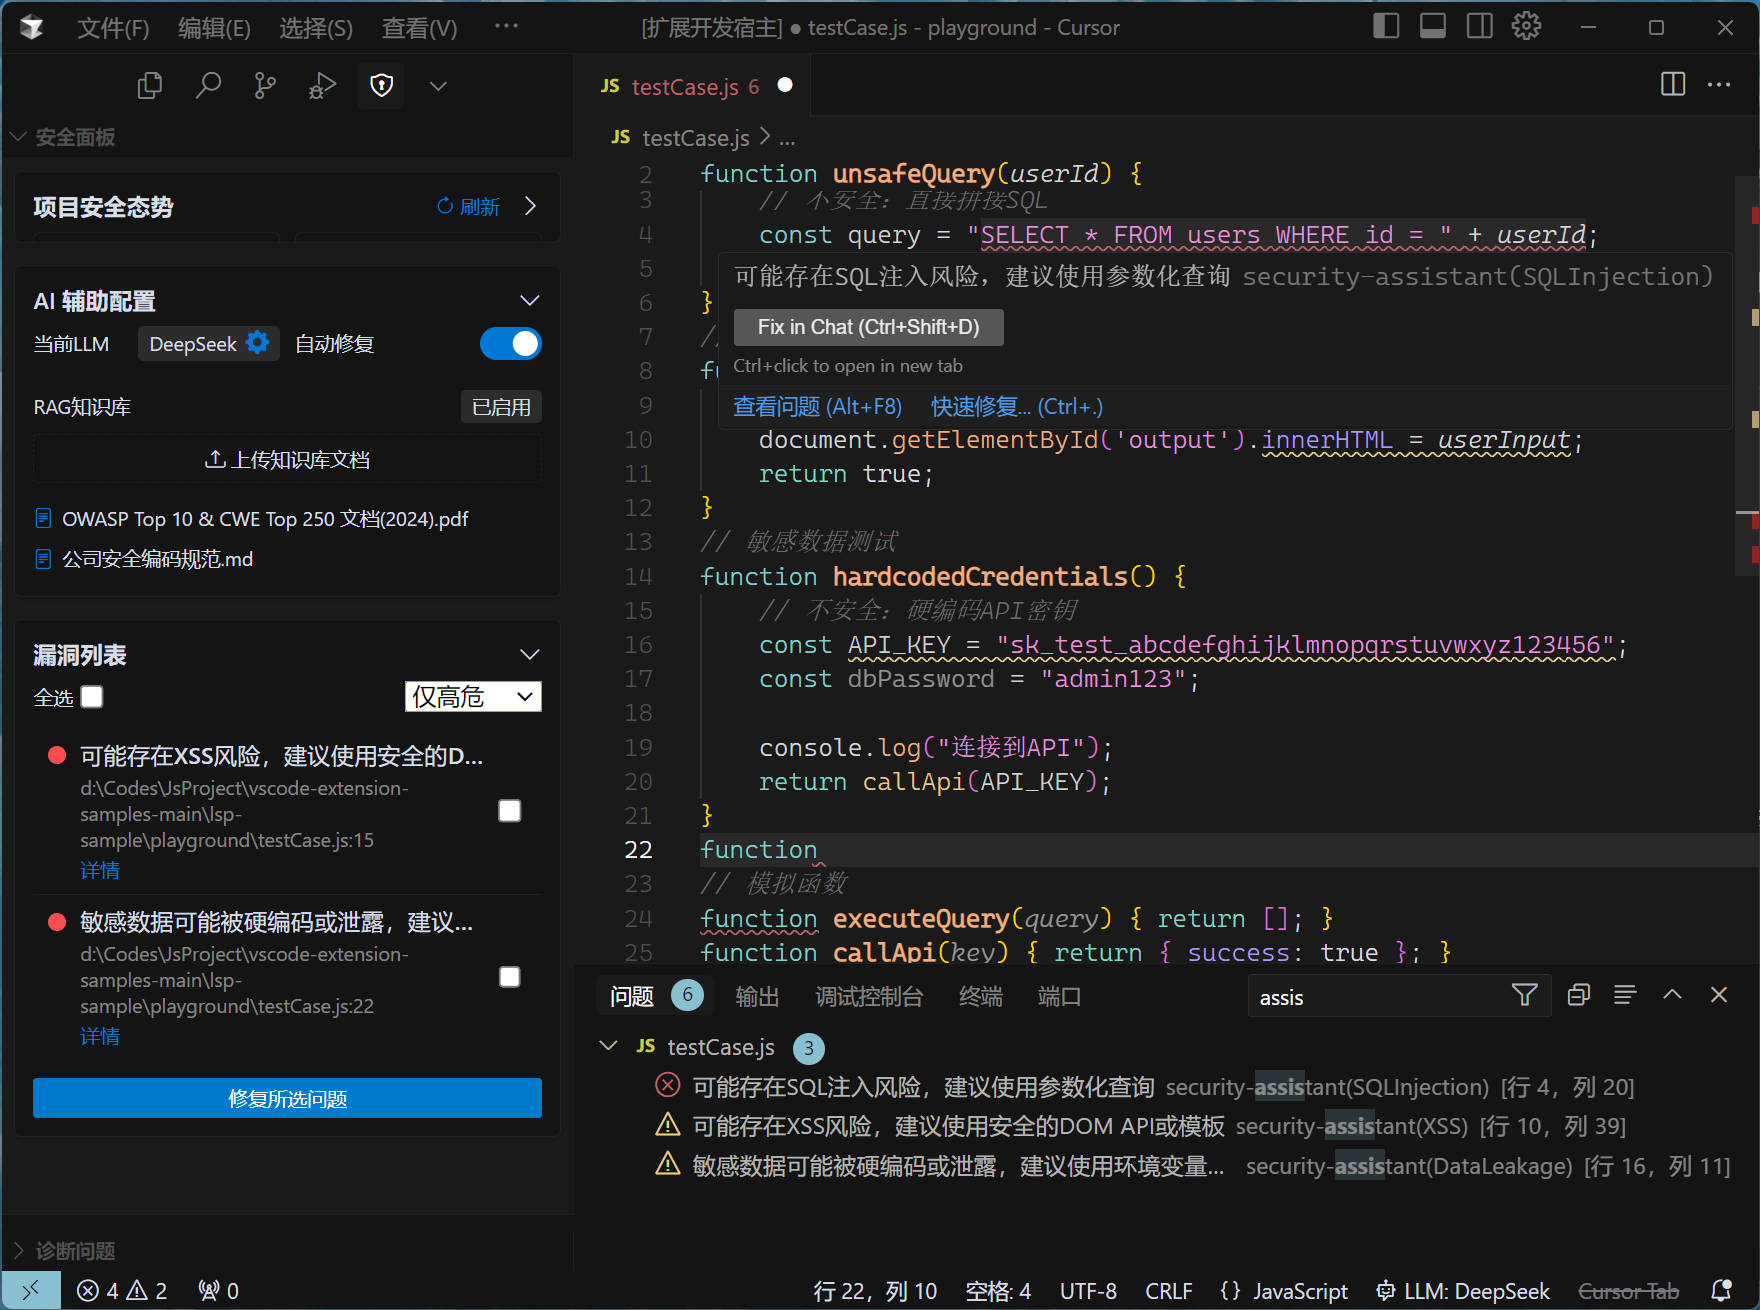 文件(F) 编辑(E) 选择(S) 查看(V) ··· [扩展开发宿主] ● testCase.js - playground - Cursor
安全面板
项目安全态势 刷新
AI 辅助配置
当前LLM DeepSeek 自动修复
RAG知识库 已启用
上传知识库文档
OWASP Top 10 & CWE Top 250 文档(2024).pdf
公司安全编码规范.md
漏洞列表
全选 仅高危
可能存在XSS风险，建议使用安全的D...
d:\Codes\JsProject\vscode-extension-
samples-main\lsp-
sample\playground\testCase.js:15
详情
敏感数据可能被硬编码或泄露，建议...
d:\Codes\JsProject\vscode-extension-
samples-main\lsp-
sample\playground\testCase.js:22
详情
修复所选问题
诊断问题
JS testCase.js 6
JS testCase.js > ...
2 function unsafeQuery(userId) {
3 // 不安全：直接拼接SQL
4 const query = "SELECT * FROM users WHERE id = " + userId;
5
可能存在SQL注入风险，建议使用参数化查询 security-assistant(SQLInjection)
6 }
Fix in Chat (Ctrl+Shift+D)
7 /
Ctrl+click to open in new tab
8 fu
9
查看问题 (Alt+F8) 快速修复... (Ctrl+.)
10 document.getElementById('output').innerHTML = userInput;
11 return true;
12 }
13 // 敏感数据测试
14 function hardcodedCredentials() {
15 // 不安全：硬编码API密钥
16 const API_KEY = "sk_test_abcdefghijklmnopqrstuvwxyz123456";
17 const dbPassword = "admin123";
18
19 console.log("连接到API");
20 return callApi(API_KEY);
21 }
22 function
23 // 模拟函数
24 function executeQuery(query) { return []; }
25 function callApi(key) { return { success: true }; }
问题 6 输出 调试控制台 终端 端口 assis
JS testCase.js 3
可能存在SQL注入风险，建议使用参数化查询 security-assistant(SQLInjection) [行 4，列 20]
可能存在XSS风险，建议使用安全的DOM API或模板 security-assistant(XSS) [行 10，列 39]
敏感数据可能被硬编码或泄露，建议使用环境变量... security-assistant(DataLeakage) [行 16，列 11]
4 2 0 行 22，列 10 空格: 4 UTF-8 CRLF {} JavaScript LLM: DeepSeek Cursor Tab